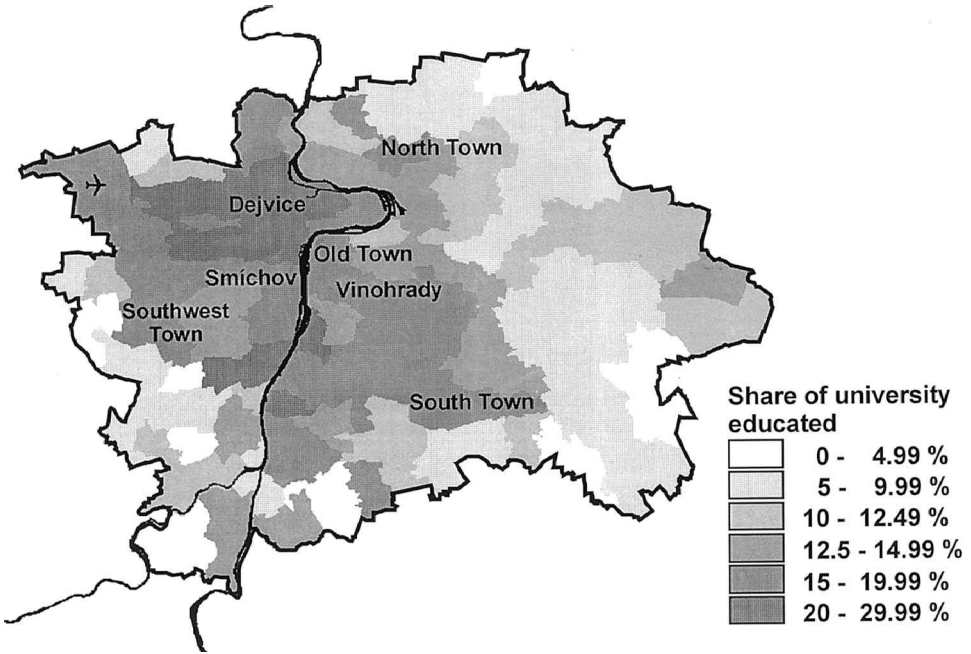 North Town
Dejvice
Old Town
Smíchov
Vinohrady
Southwest
Town
South Town
Share of university
educated
0 - 4.99 %
5 - 9.99 %
10 - 12.49 %
12.5 - 14.99 %
15 - 19.99 %
20 - 29.99 %